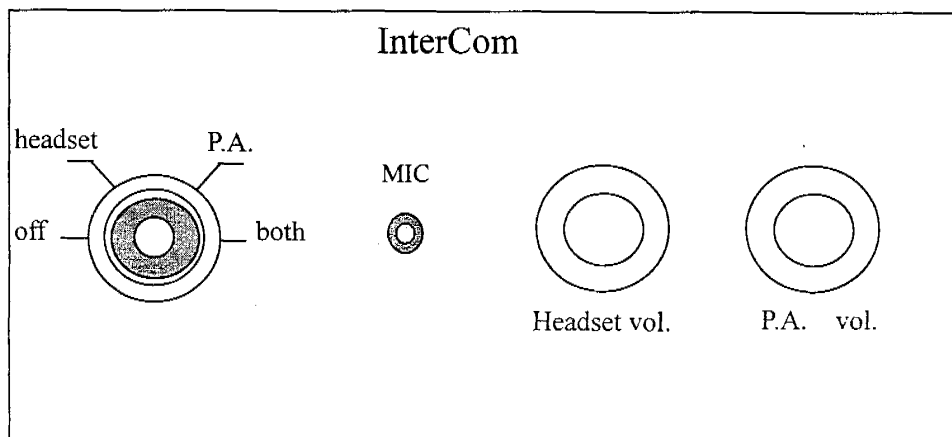 InterCom
headset P.A.
MIC
off both
Headset vol. P.A. vol.